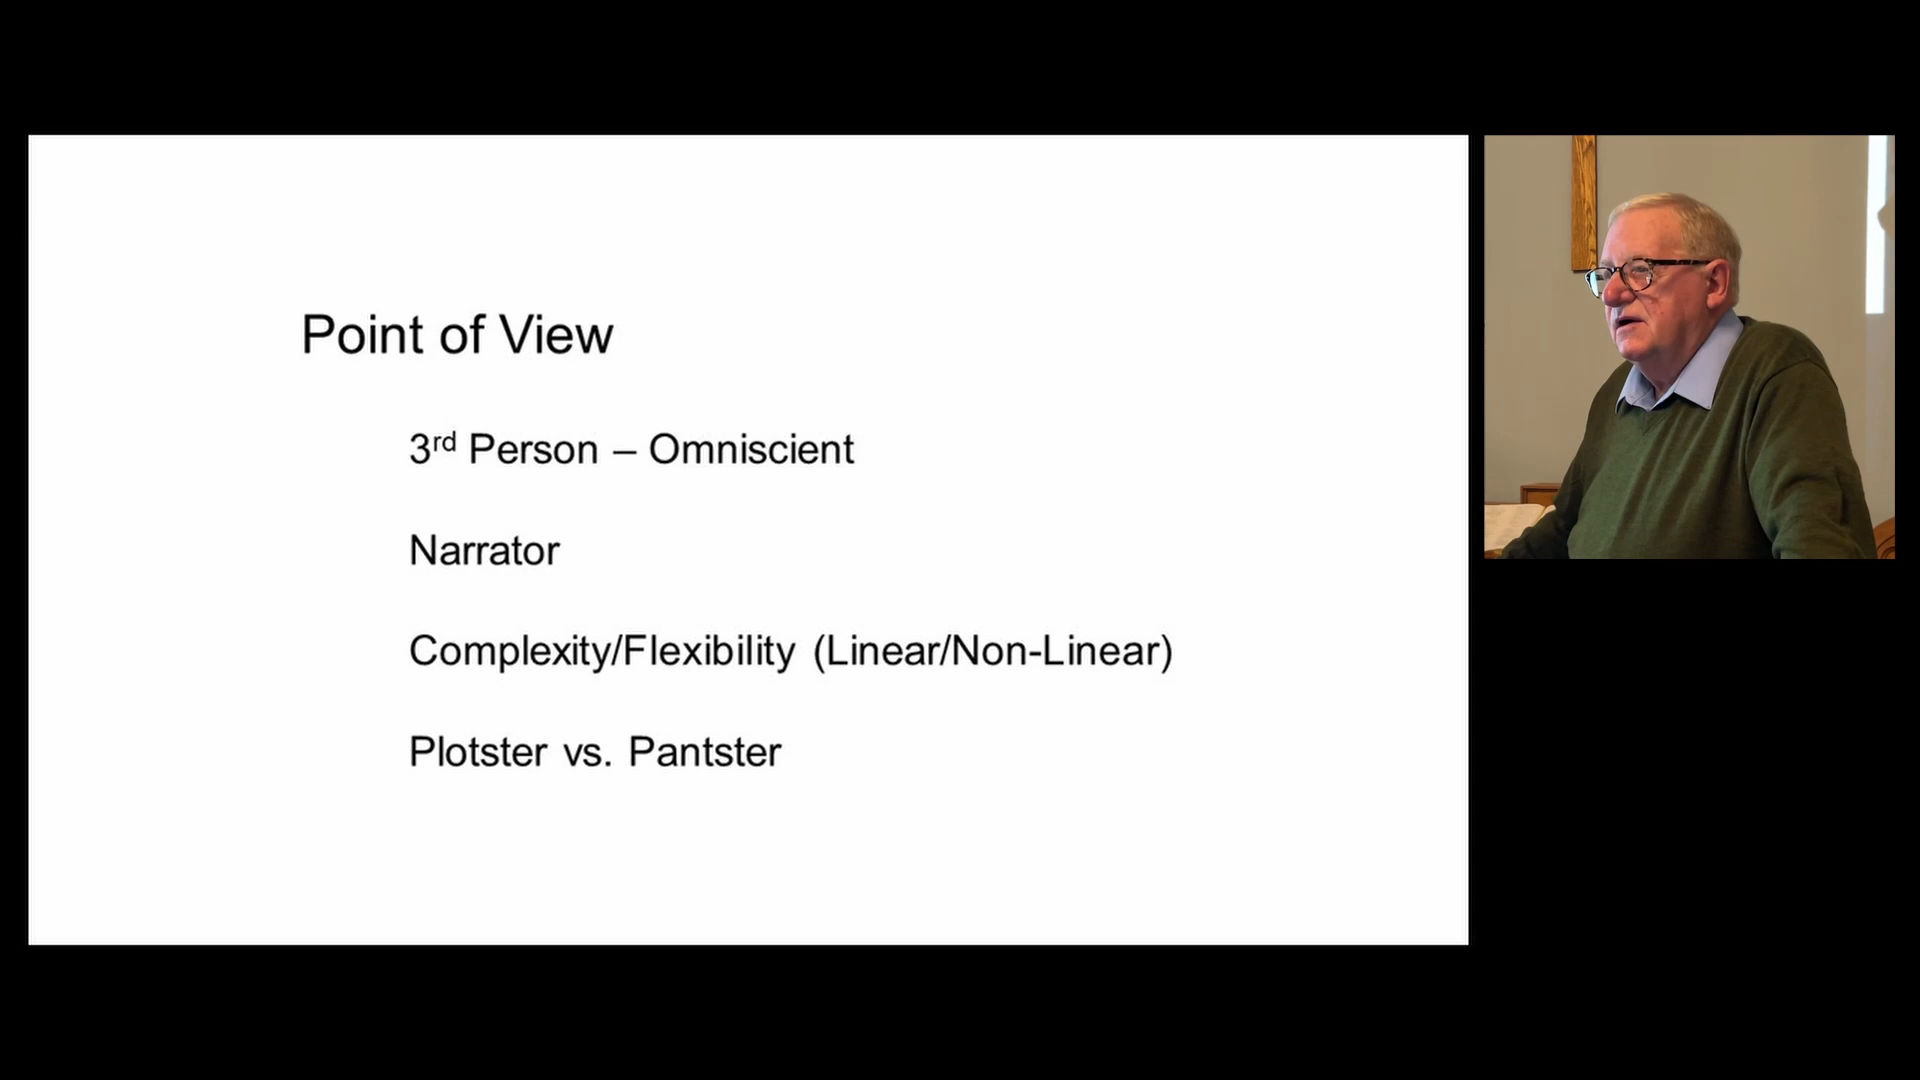 Point of View
3rd Person – Omniscient
Narrator
Complexity/Flexibility (Linear/Non-Linear)
Plotster vs. Pantster